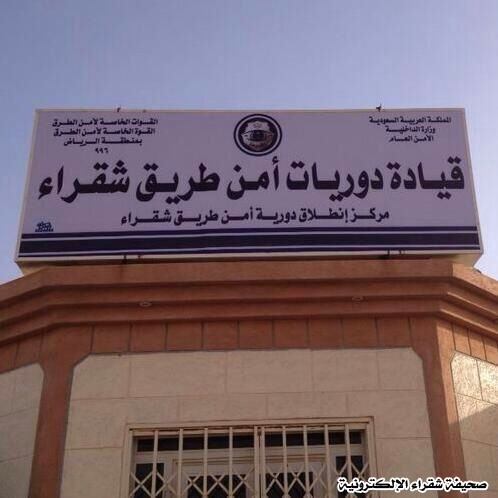 المملكة العربية السعودية
وزارة الداخلية
الأمن العام
القوات الخاصة لأمن الطرق
القوة الخاصة لأمن الطرق
بمنطقة الرياض
٩٩٦
قيادة دوريات أمن طريق شقراء
مركز إنطلاق دورية أمن طريق شقراء
صحيفة شقراء الإلكترونية